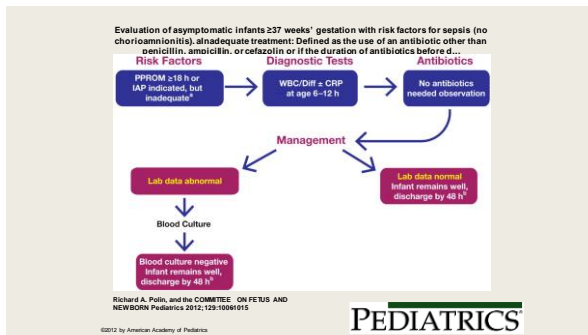 Evaluation of asymptomatic infants ≥37 weeks' gestation with risk factors for sepsis (no
chorioamnionitis). aInadequate treatment: Defined as the use of an antibiotic other than
penicillin, ampicillin, or cefazolin or if the duration of antibiotics before d...
Risk Factors
Diagnostic Tests
Antibiotics
PPROM ≥18 h or
IAP indicated, but
inadequateª
WBC/Diff ± CRP
at age 6–12 h
No antibiotics
needed observation
Management
Lab data abnormal
Lab data normal
Infant remains well,
discharge by 48 hᵇ
Blood Culture
Blood culture negative
Infant remains well,
discharge by 48 hᵇ
Richard A. Polin, and the COMMITTEE ON FETUS AND
NEWBORN Pediatrics 2012;129:10061015
©2012 by American Academy of Pediatrics
PEDIATRICS®